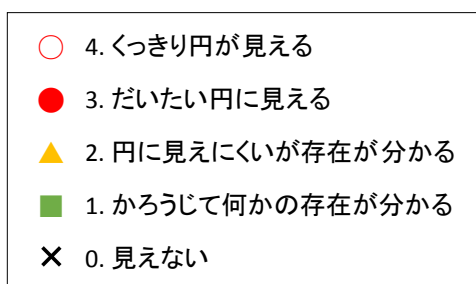 ○ 4. くっきり円が見える
● 3. だいたい円に見える
▲ 2. 円に見えにくいが存在が分かる
■ 1. かろうじて何かの存在が分かる
× 0. 見えない